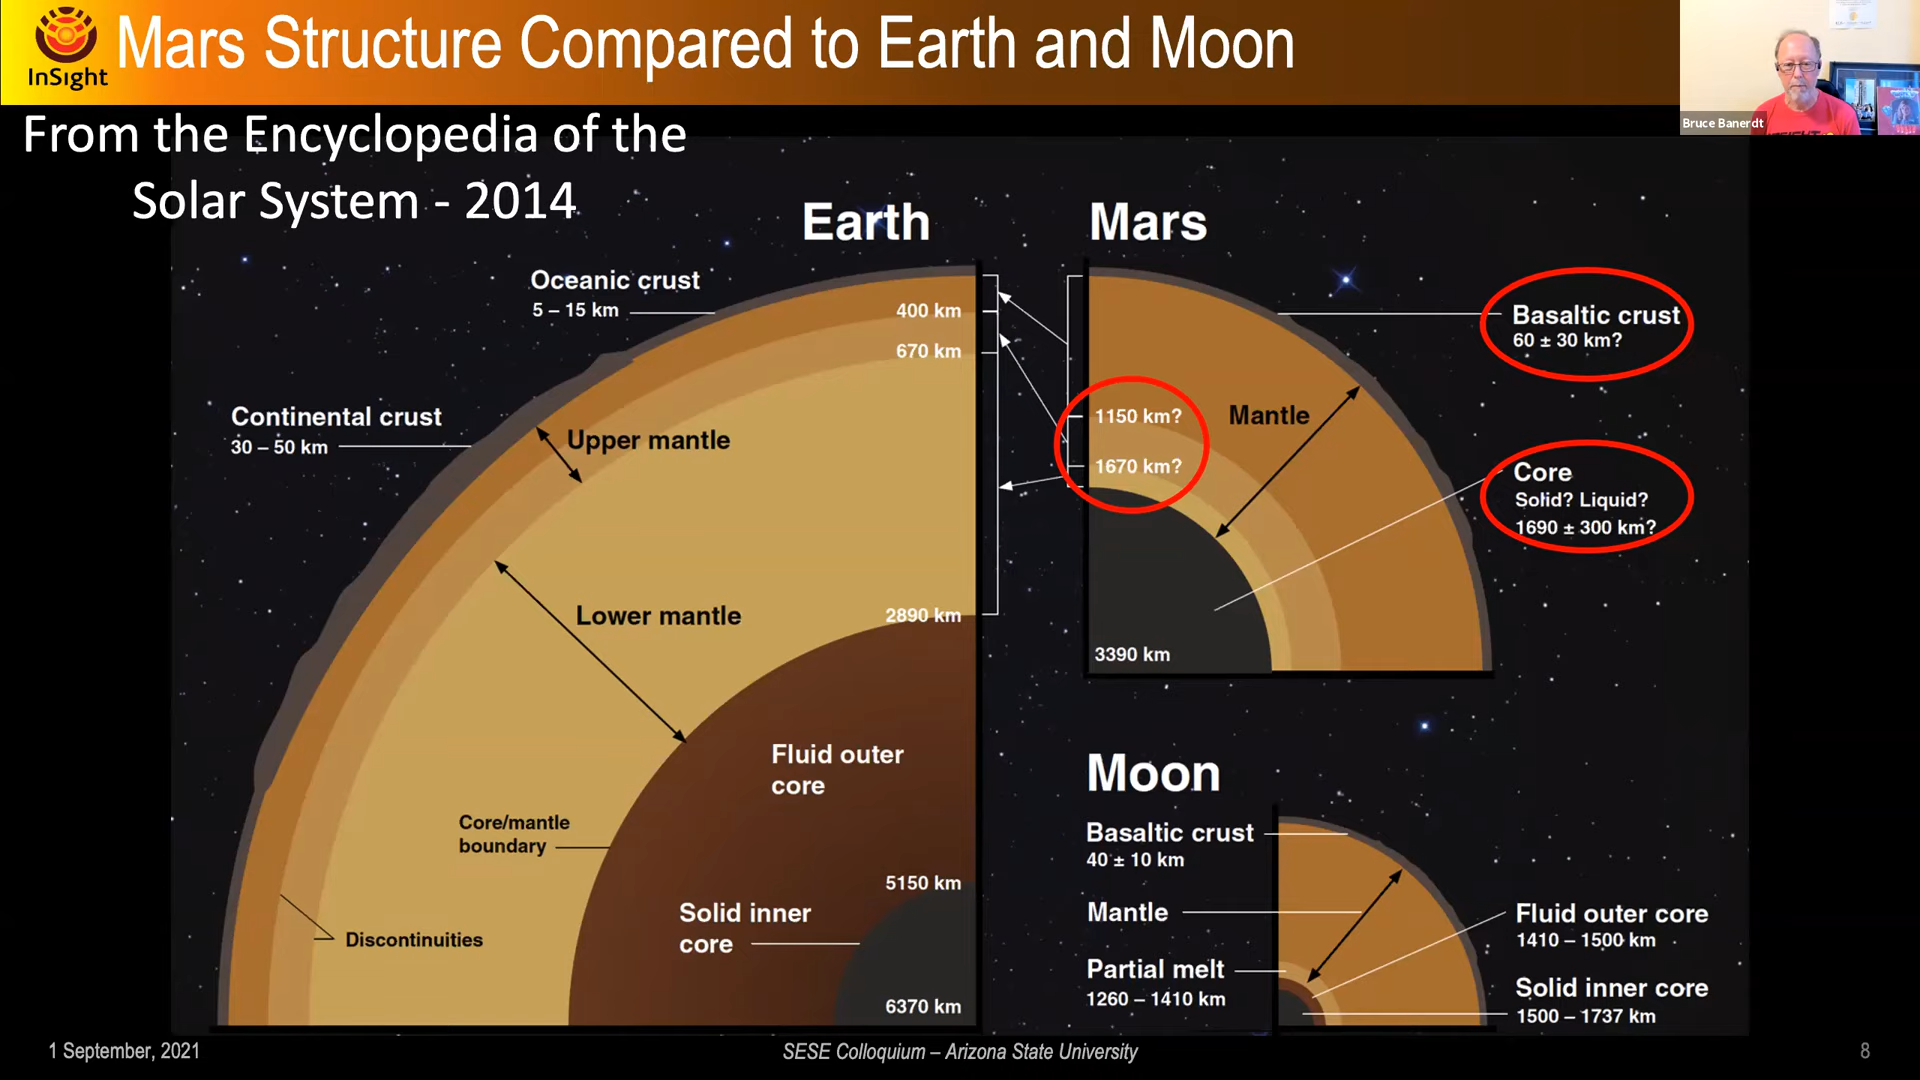 Mars Structure Compared to Earth and Moon
InSight
Bruce Banerdt
From the Encyclopedia of the
Solar System - 2014
Earth
Oceanic crust
5 – 15 km
400 km
670 km
Continental crust
30 – 50 km
Upper mantle
Lower mantle
2890 km
Fluid outer
core
Core/mantle
boundary
5150 km
Solid inner
core
Discontinuities
6370 km
Mars
Basaltic crust
60 ± 30 km?
1150 km?
Mantle
1670 km?
Core
Solid? Liquid?
1690 ± 300 km?
3390 km
Moon
Basaltic crust
40 ± 10 km
Mantle
Partial melt
1260 – 1410 km
Fluid outer core
1410 – 1500 km
Solid inner core
1500 – 1737 km
1 September, 2021
SESE Colloquium – Arizona State University
8